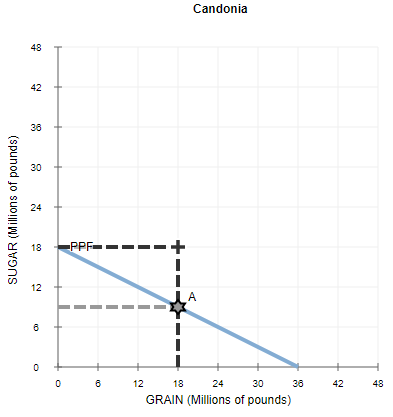 Candonia
SUGAR (Millions of pounds)
48
42
36
30
24
18
12
6
0
PPF
A
0 6 12 18 24 30 36 42 48
GRAIN (Millions of pounds)